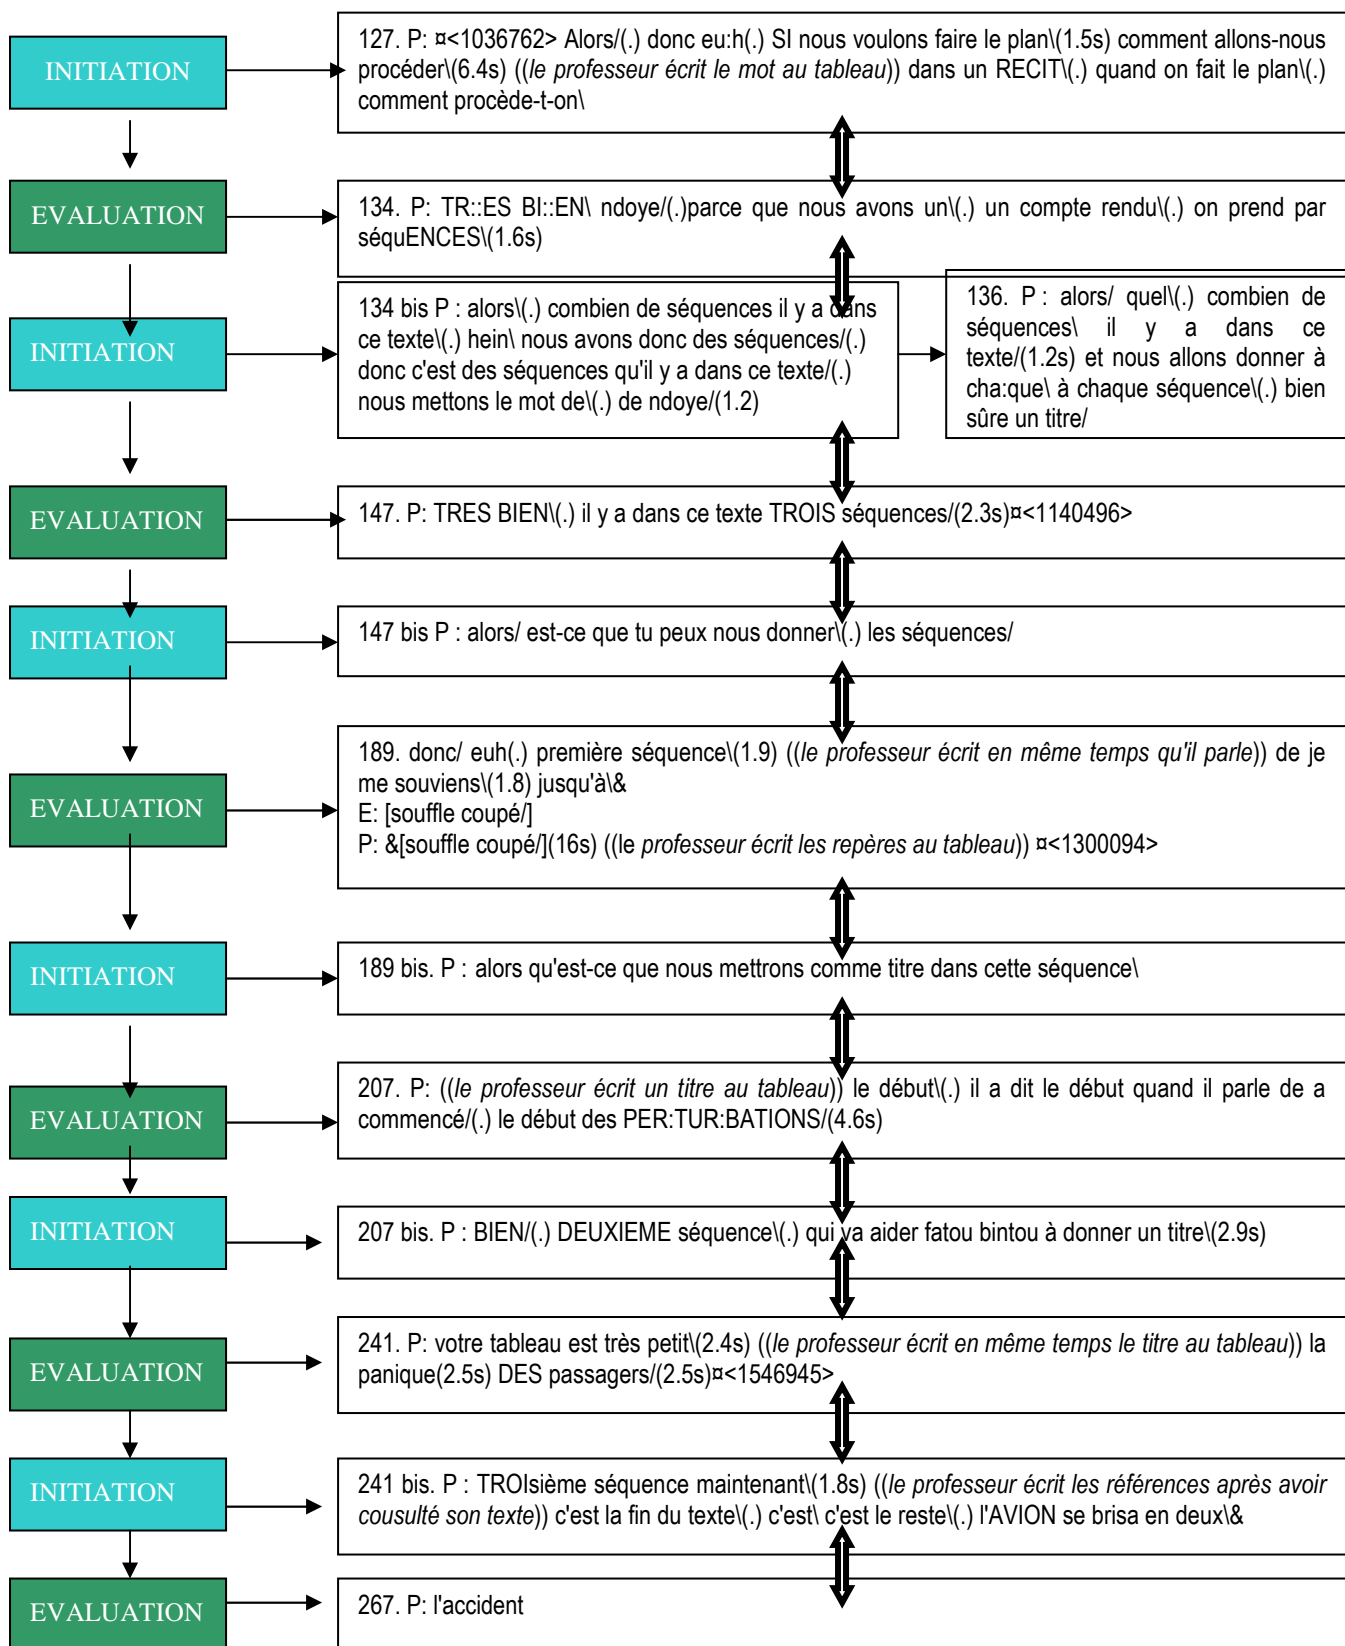 INITIATION
127. P: ¤<1036762> Alors/(.) donc eu:h(.) SI nous voulons faire le plan\(1.5s) comment allons-nous
procéder\(6.4s) ((le professeur écrit le mot au tableau)) dans un RECIT\(.) quand on fait le plan\(.)
comment procède-t-on\
EVALUATION
134. P: TR::ES BI::EN\ ndoye/(.)parce que nous avons un\(.) un compte rendu\(.) on prend par
séquENCES\(1.6s)
INITIATION
134 bis P : alors\(.) combien de séquences il y a dans
ce texte\(.) hein\ nous avons donc des séquences/(.)
donc c'est des séquences qu'il y a dans ce texte/(.)
nous mettons le mot de\(.) de ndoye/(1.2)
136. P : alors/ quel\(.) combien de
séquences\ il y a dans ce
texte/(1.2s) et nous allons donner à
cha:que\ à chaque séquence\(.) bien
sûre un titre/
EVALUATION
147. P: TRES BIEN\(.) il y a dans ce texte TROIS séquences/(2.3s)¤<1140496>
INITIATION
147 bis P : alors/ est-ce que tu peux nous donner\(.) les séquences/
EVALUATION
189. donc/ euh(.) première séquence\(1.9) ((le professeur écrit en même temps qu'il parle)) de je
me souviens\(1.8) jusqu'à\&
E: [souffle coupé/]
P: &[souffle coupé/](16s) ((le professeur écrit les repères au tableau)) ¤<1300094>
INITIATION
189 bis. P : alors qu'est-ce que nous mettrons comme titre dans cette séquence\
EVALUATION
207. P: ((le professeur écrit un titre au tableau)) le début\(.) il a dit le début quand il parle de a
commencé/(.) le début des PER:TUR:BATIONS/(4.6s)
INITIATION
207 bis. P : BIEN/(.) DEUXIEME séquence\(.) qui va aider fatou bintou à donner un titre\(2.9s)
EVALUATION
241. P: votre tableau est très petit\(2.4s) ((le professeur écrit en même temps le titre au tableau)) la
panique(2.5s) DES passagers/(2.5s)¤<1546945>
INITIATION
241 bis. P : TROIsième séquence maintenant\(1.8s) ((le professeur écrit les références après avoir
cousulté son texte)) c'est la fin du texte\(.) c'est\ c'est le reste\(.) l'AVION se brisa en deux\&
EVALUATION
267. P: l'accident